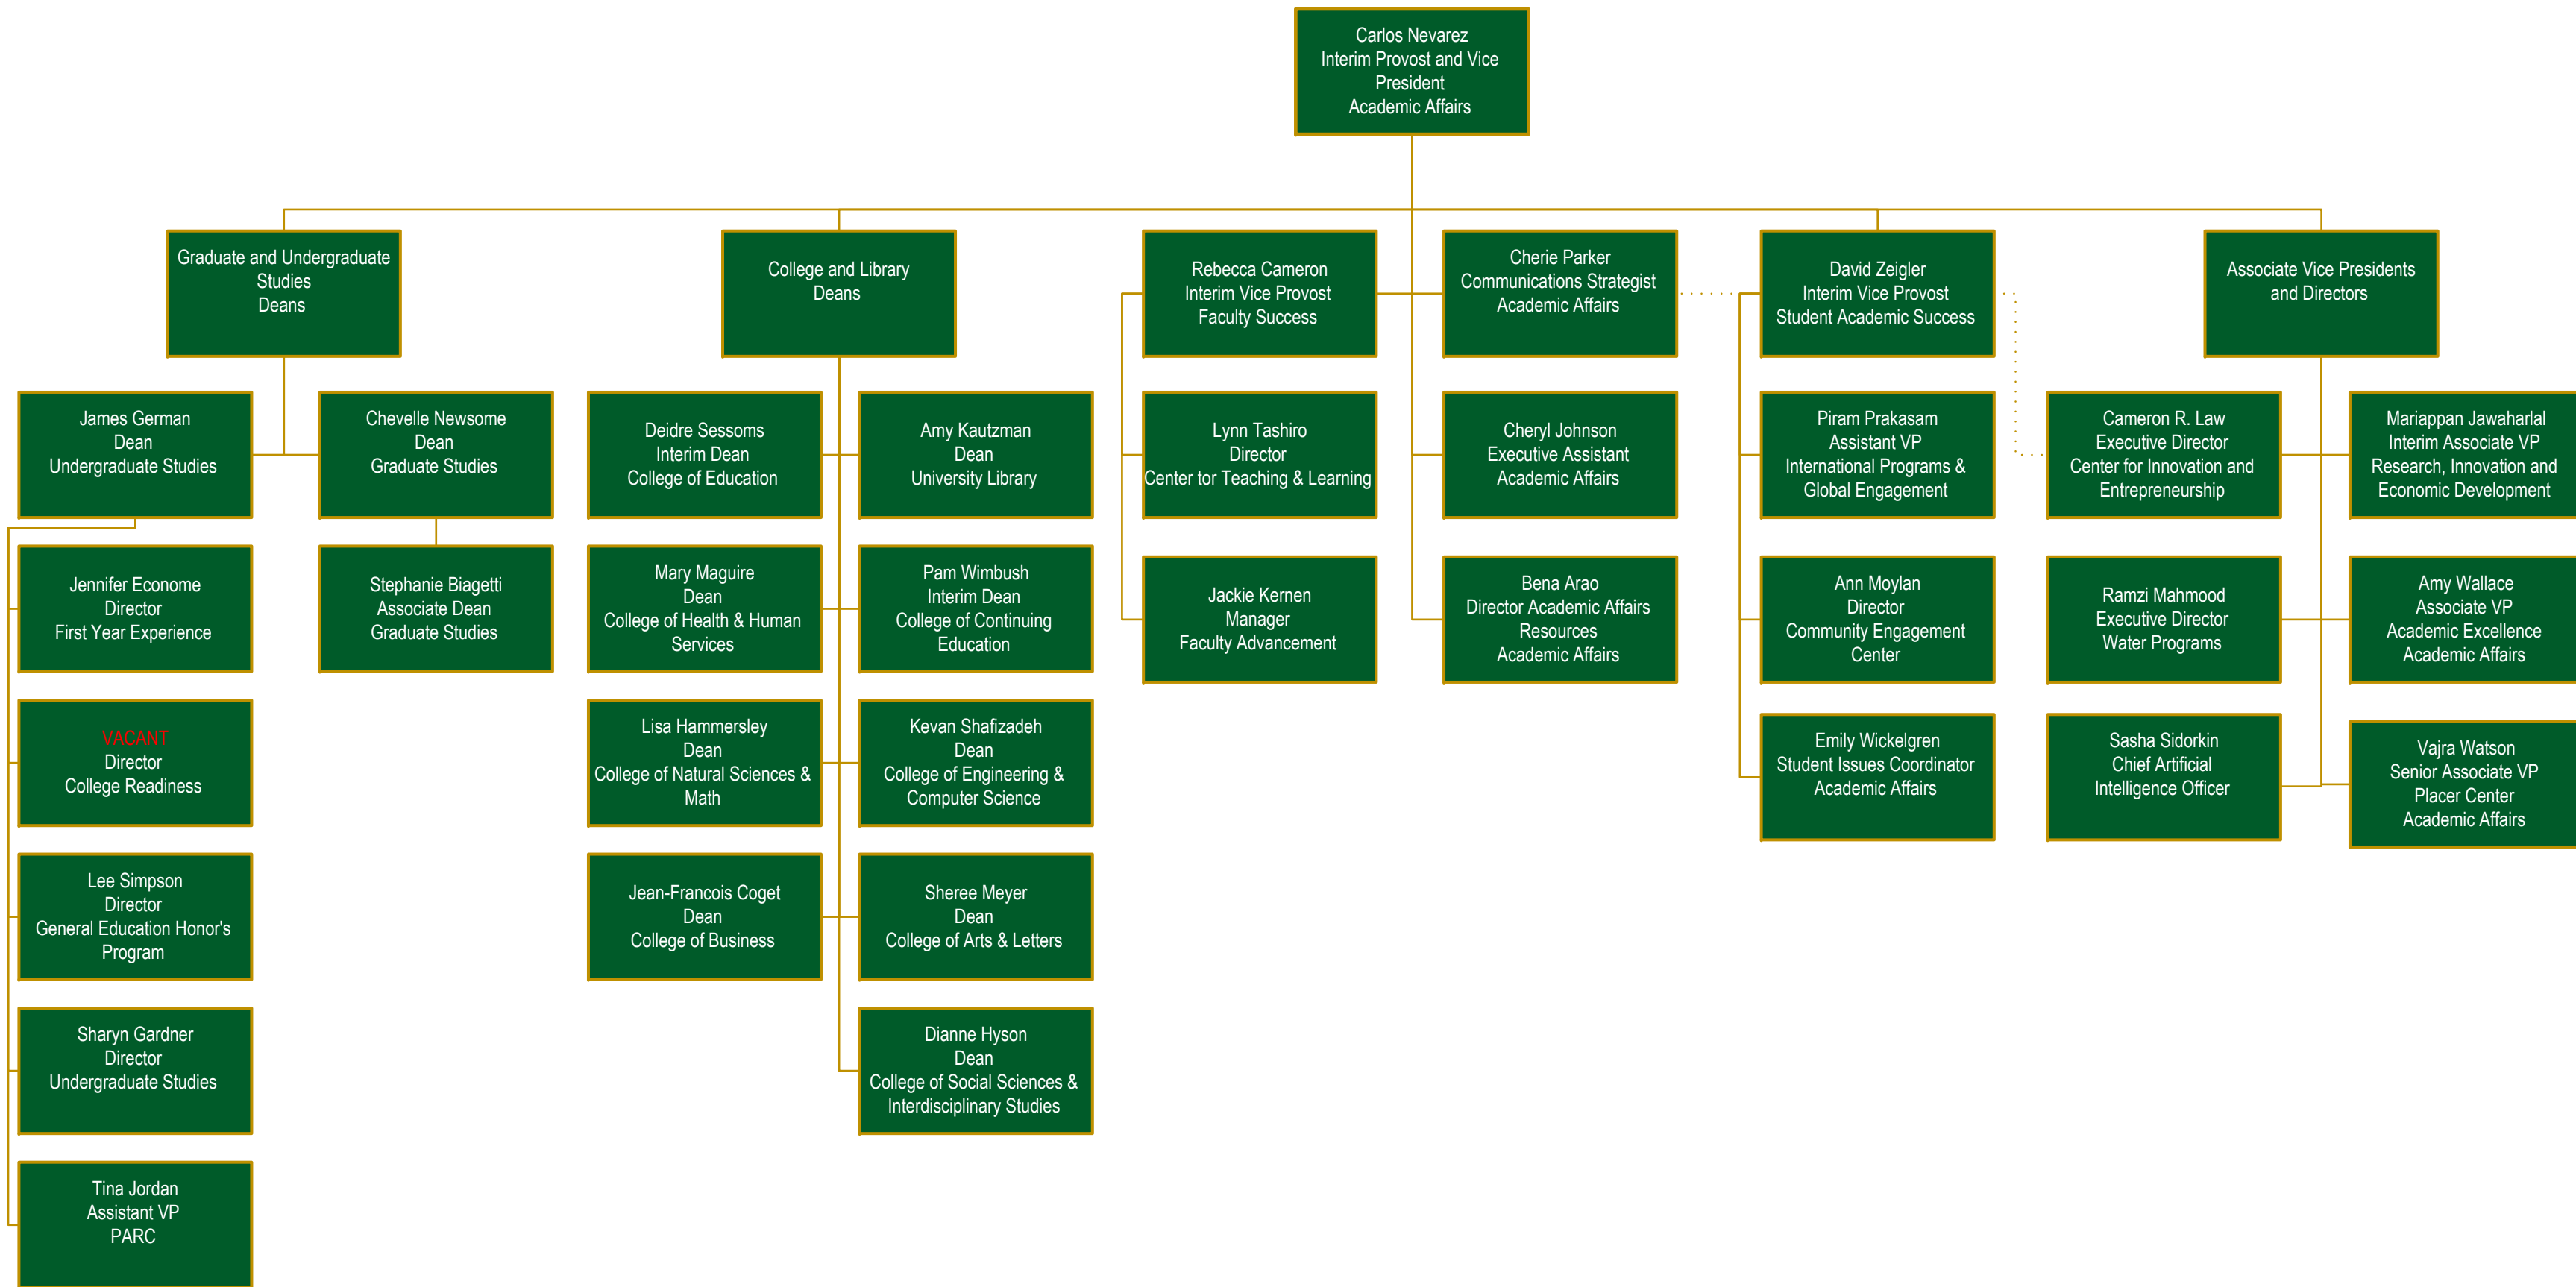 Carlos Nevarez
Interim Provost and Vice
President
Academic Affairs
Graduate and Undergraduate
Studies
Deans
College and Library
Deans
Rebecca Cameron
Interim Vice Provost
Faculty Success
Cherie Parker
Communications Strategist
Academic Affairs
David Zeigler
Interim Vice Provost
Student Academic Success
Associate Vice Presidents
and Directors
James German
Dean
Undergraduate Studies
Chevelle Newsome
Dean
Graduate Studies
Deidre Sessoms
Interim Dean
College of Education
Amy Kautzman
Dean
University Library
Lynn Tashiro
Director
Center tor Teaching & Learning
Cheryl Johnson
Executive Assistant
Academic Affairs
Piram Prakasam
Assistant VP
International Programs &
Global Engagement
Cameron R. Law
Executive Director
Center for Innovation and
Entrepreneurship
Mariappan Jawaharlal
Interim Associate VP
Research, Innovation and
Economic Development
Jennifer Econome
Director
First Year Experience
Stephanie Biagetti
Associate Dean
Graduate Studies
Mary Maguire
Dean
College of Health & Human
Services
Pam Wimbush
Interim Dean
College of Continuing
Education
Jackie Kernen
Manager
Faculty Advancement
Bena Arao
Director Academic Affairs
Resources
Academic Affairs
Ann Moylan
Director
Community Engagement
Center
Ramzi Mahmood
Executive Director
Water Programs
Amy Wallace
Associate VP
Academic Excellence
Academic Affairs
VACANT
Director
College Readiness
Lisa Hammersley
Dean
College of Natural Sciences &
Math
Kevan Shafizadeh
Dean
College of Engineering &
Computer Science
Emily Wickelgren
Student Issues Coordinator
Academic Affairs
Sasha Sidorkin
Chief Artificial
Intelligence Officer
Vajra Watson
Senior Associate VP
Placer Center
Academic Affairs
Lee Simpson
Director
General Education Honor's
Program
Jean-Francois Coget
Dean
College of Business
Sheree Meyer
Dean
College of Arts & Letters
Sharyn Gardner
Director
Undergraduate Studies
Dianne Hyson
Dean
College of Social Sciences &
Interdisciplinary Studies
Tina Jordan
Assistant VP
PARC